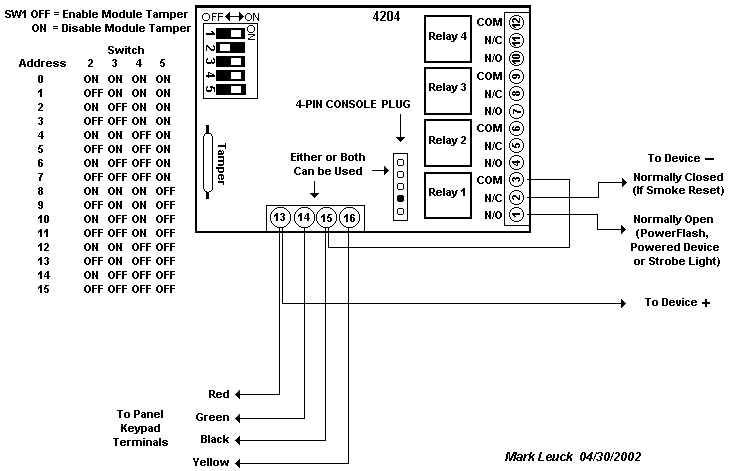 SW1 OFF = Enable Module Tamper
ON = Disable Module Tamper
Switch
Address 2 3 4 5
0 ON ON ON ON
1 OFF ON ON ON
2 ON OFF ON ON
3 OFF OFF ON ON
4 ON ON OFF ON
5 OFF ON OFF ON
6 ON OFF OFF ON
7 OFF OFF OFF ON
8 ON ON ON OFF
9 OFF ON ON OFF
10 ON OFF ON OFF
11 OFF OFF ON OFF
12 ON ON OFF OFF
13 OFF ON OFF OFF
14 ON OFF OFF OFF
15 OFF OFF OFF OFF
OFF ON
ON
1
2
3
4
5
Tamper
4204
4-PIN CONSOLE PLUG
Either or Both
Can be Used
Relay 4
Relay 3
Relay 2
Relay 1
COM 12
N/C 11
N/O 10
COM 9
N/C 8
N/O 7
COM 6
N/C 5
N/O 4
COM 3
N/C 2
N/O 1
13 14 15 16
To Device –
Normally Closed
(If Smoke Reset)
Normally Open
(PowerFlash,
Powered Device
or Strobe Light)
To Device +
To Panel
Keypad
Terminals
Red
Green
Black
Yellow
Mark Leuck 04/30/2002